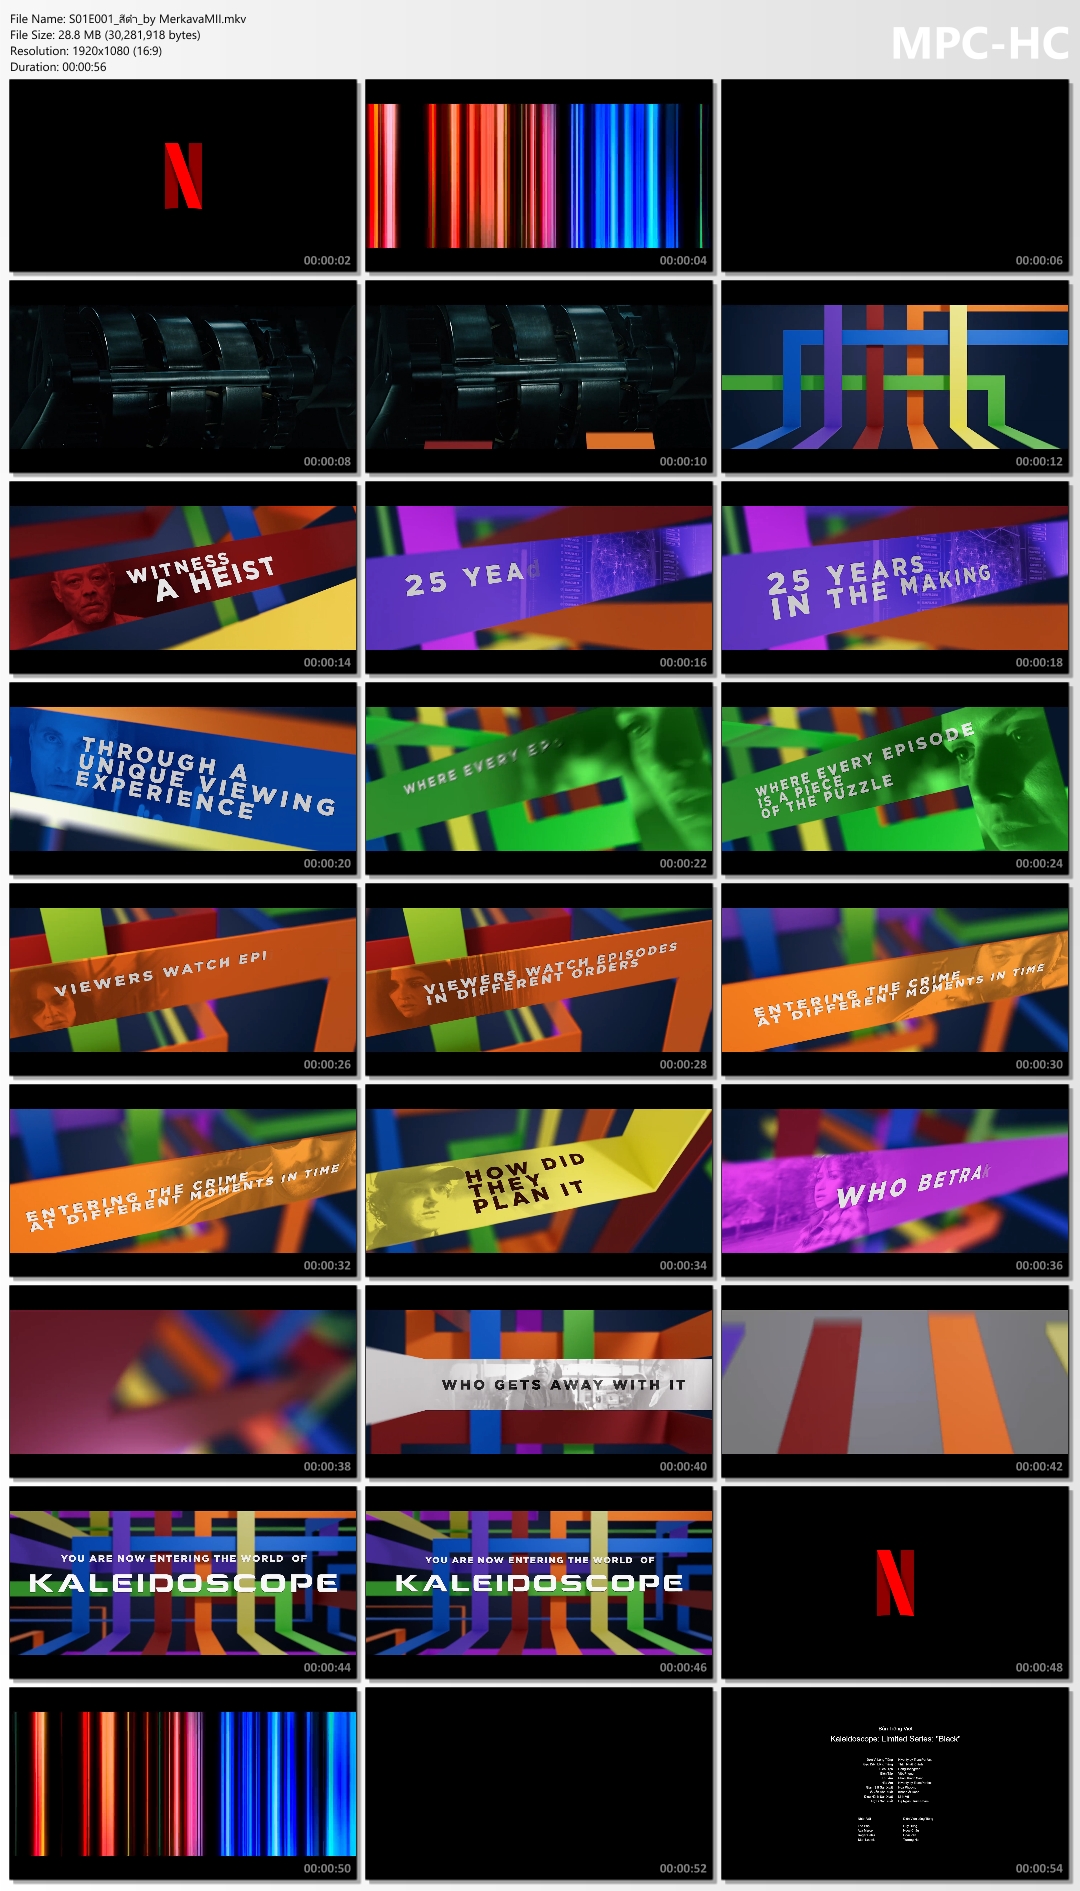 File Name: S01E001_สีดำ_by MerkavaMII.mkv
MPC-HC
File Size: 28.8 MB (30,281,918 bytes)
Resolution: 1920x1080 (16:9)
Duration: 00:00:56
N
00:00:02
00:00:04
00:00:06
00:00:08
00:00:10
00:00:12
WITNESS
A HEIST
00:00:14
25 YEA
00:00:16
25 YEARS
IN THE MAKING
00:00:18
THROUGH A
UNIQUE VIEWING
EXPERIENCE
00:00:20
WHERE EVERY EP
00:00:22
WHERE EVERY EPISODE
IS A PIECE
OF THE PUZZLE
00:00:24
VIEWERS WATCH EPI
00:00:26
VIEWERS WATCH EPISODES
IN DIFFERENT ORDERS
00:00:28
ENTERING THE CRIME
AT DIFFERENT MOMENTS IN TIME
00:00:30
ENTERING THE CRIME
AT DIFFERENT MOMENTS IN TIME
00:00:32
HOW DID
THEY
PLAN IT
00:00:34
WHO BETRA
00:00:36
00:00:38
WHO GETS AWAY WITH IT
00:00:40
00:00:42
YOU ARE NOW ENTERING THE WORLD OF
KALEIDOSCOPE
00:00:44
YOU ARE NOW ENTERING THE WORLD OF
KALEIDOSCOPE
00:00:46
N
00:00:48
00:00:50
00:00:52
Kaleidoscope: Limited Series: "Black"
00:00:54